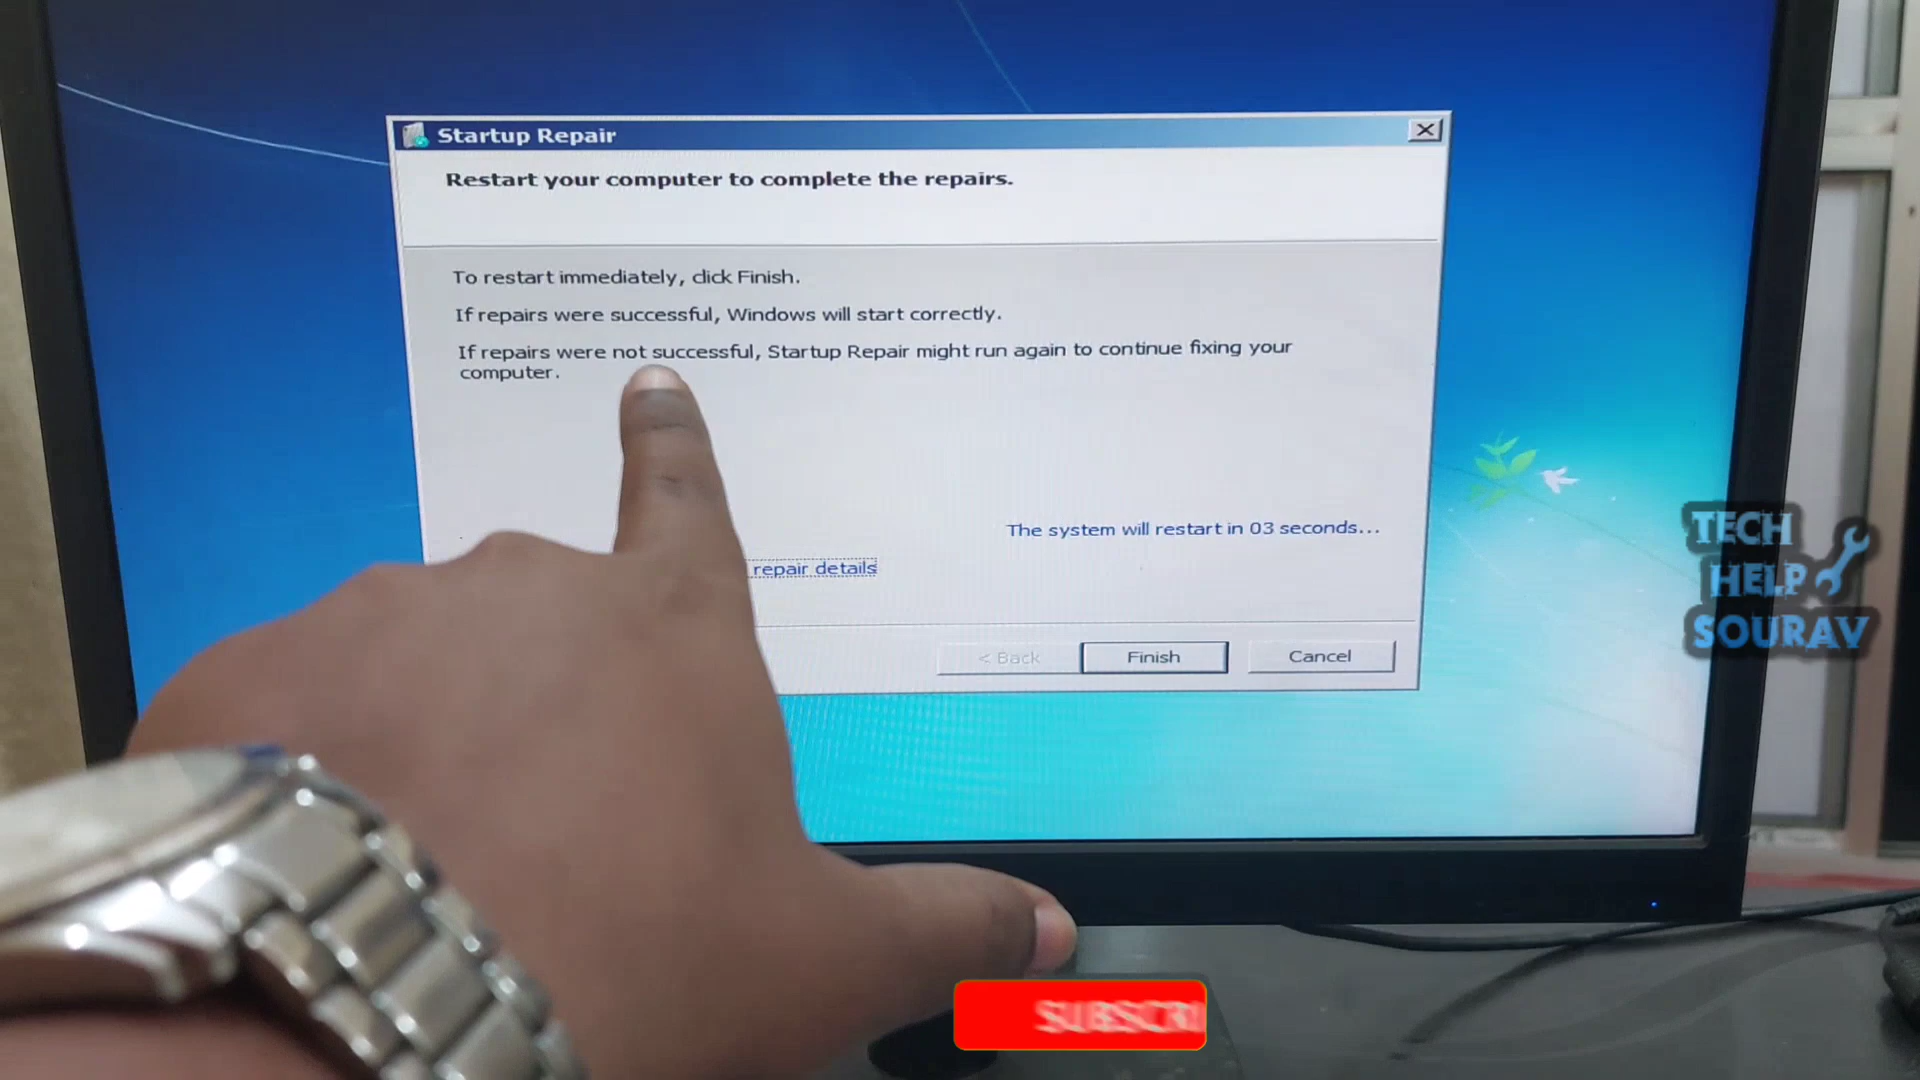 Startup Repair
Restart your computer to complete the repairs.
To restart immediately, click Finish.
If repairs were successful, Windows will start correctly.
If repairs were not successful, Startup Repair might run again to continue fixing your
computer.
The system will restart in 03 seconds...
repair details
< Back
Finish
Cancel
TECH
HELP
SOURAV
SUBSCRI